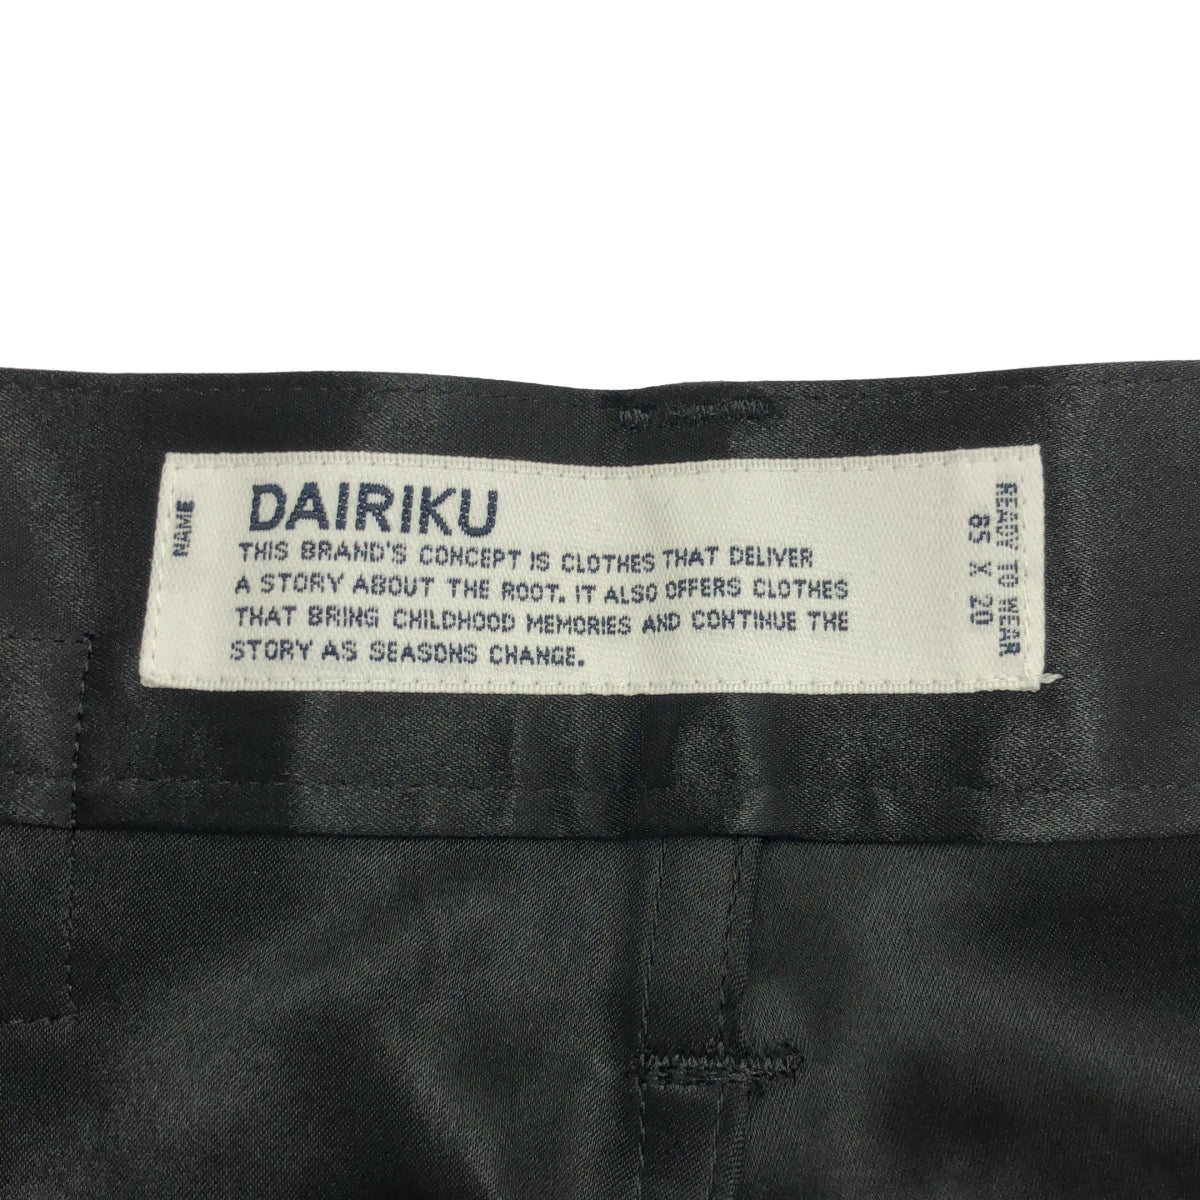 NAME
DAIRIKU
THIS BRAND'S CONCEPT IS CLOTHES THAT DELIVER
A STORY ABOUT THE ROOT. IT ALSO OFFERS CLOTHES
THAT BRING CHILDHOOD MEMORIES AND CONTINUE THE
STORY AS SEASONS CHANGE.
READY TO WEAR
65 X 20